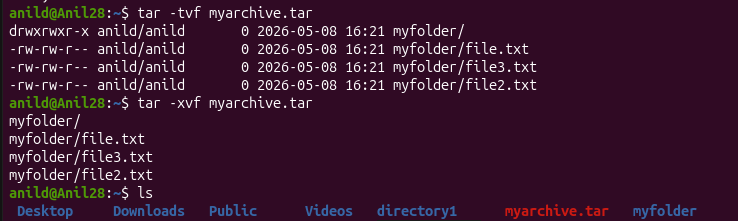 anild@Anil28:~$ tar -tvf myarchive.tar
drwxrwxr-x anild/anild       0 2026-05-08 16:21 myfolder/
-rw-rw-r-- anild/anild       0 2026-05-08 16:21 myfolder/file.txt
-rw-rw-r-- anild/anild       0 2026-05-08 16:21 myfolder/file3.txt
-rw-rw-r-- anild/anild       0 2026-05-08 16:21 myfolder/file2.txt
anild@Anil28:~$ tar -xvf myarchive.tar
myfolder/
myfolder/file.txt
myfolder/file3.txt
myfolder/file2.txt
anild@Anil28:~$ ls
Desktop     Downloads   Public      Videos   directory1      myarchive.tar   myfolder